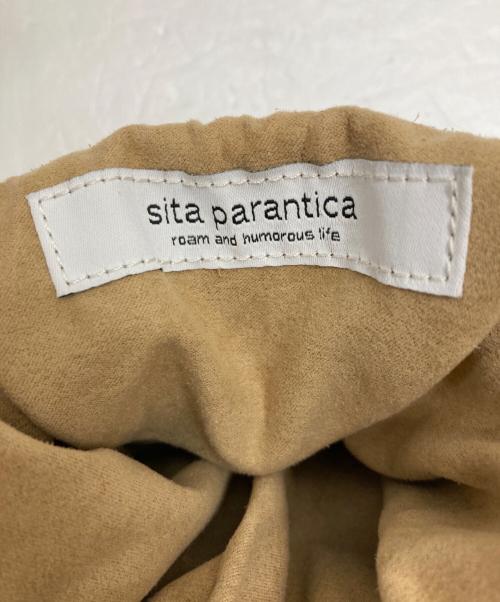 sita parantica
roam and humorous life